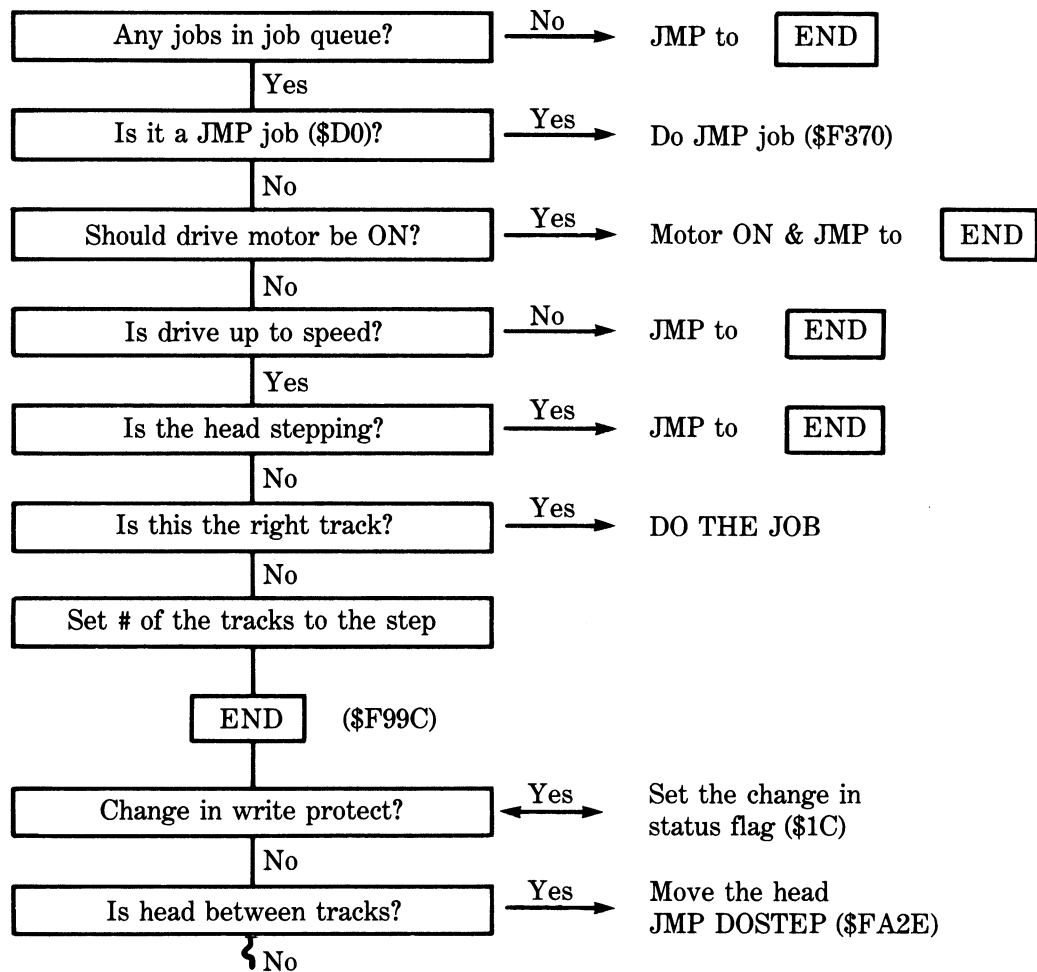 Any jobs in job queue?
No
JMP to
END
Yes
Is it a JMP job ($D0)?
Yes
Do JMP job ($F370)
No
Should drive motor be ON?
Yes
Motor ON & JMP to
END
No
Is drive up to speed?
No
JMP to
END
Yes
Is the head stepping?
Yes
JMP to
END
No
Is this the right track?
Yes
DO THE JOB
No
Set # of the tracks to the step
END
($F99C)
Change in write protect?
Yes
Set the change in
status flag ($1C)
No
Is head between tracks?
Yes
Move the head
JMP DOSTEP ($FA2E)
No